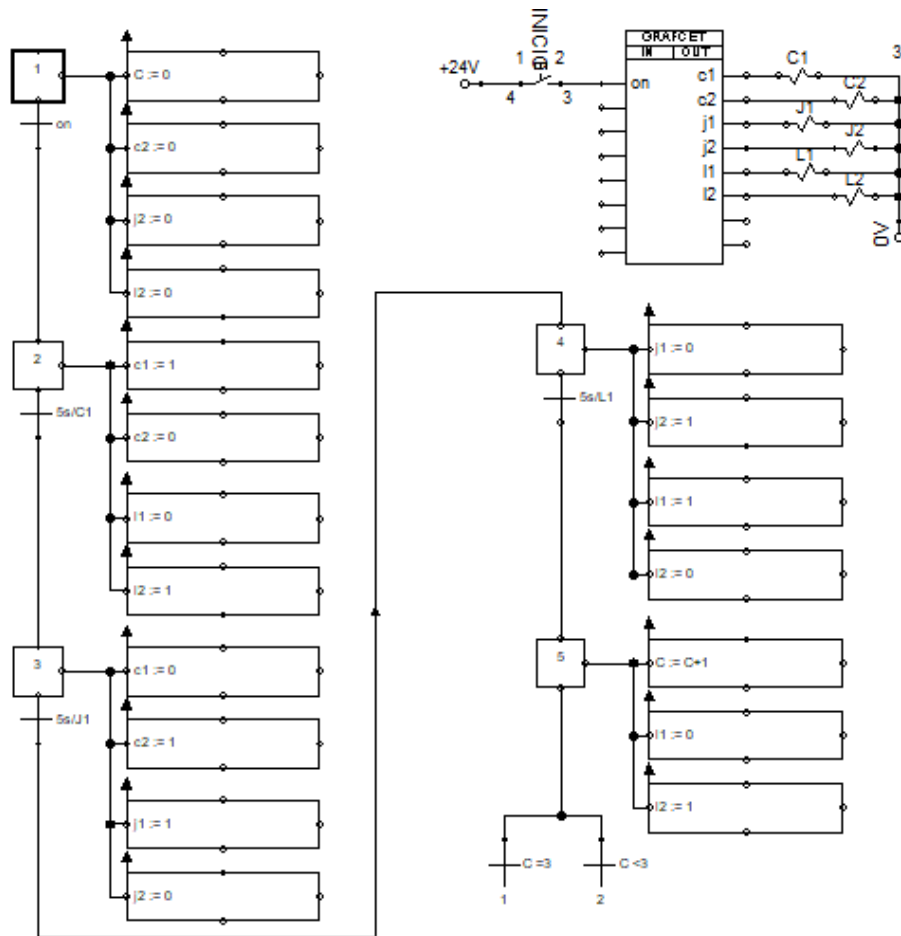 1
C := 0
on
c2 := 0
j2 := 0
l2 := 0
2
c1 := 1
5s/C1
c2 := 0
l1 := 0
l2 := 1
3
c1 := 0
5s/J1
c2 := 1
j1 := 1
j2 := 0
INICIO
+24V
1 2
4 3
GRAFCET
IN OUT
on
c1
c2
j1
j2
l1
l2
C1
C2
J1
J2
L1
L2
3
0V
4
j1 := 0
5s/L1
j2 := 1
l1 := 1
l2 := 0
5
C := C+1
l1 := 0
l2 := 1
C =3
C <3
1
2